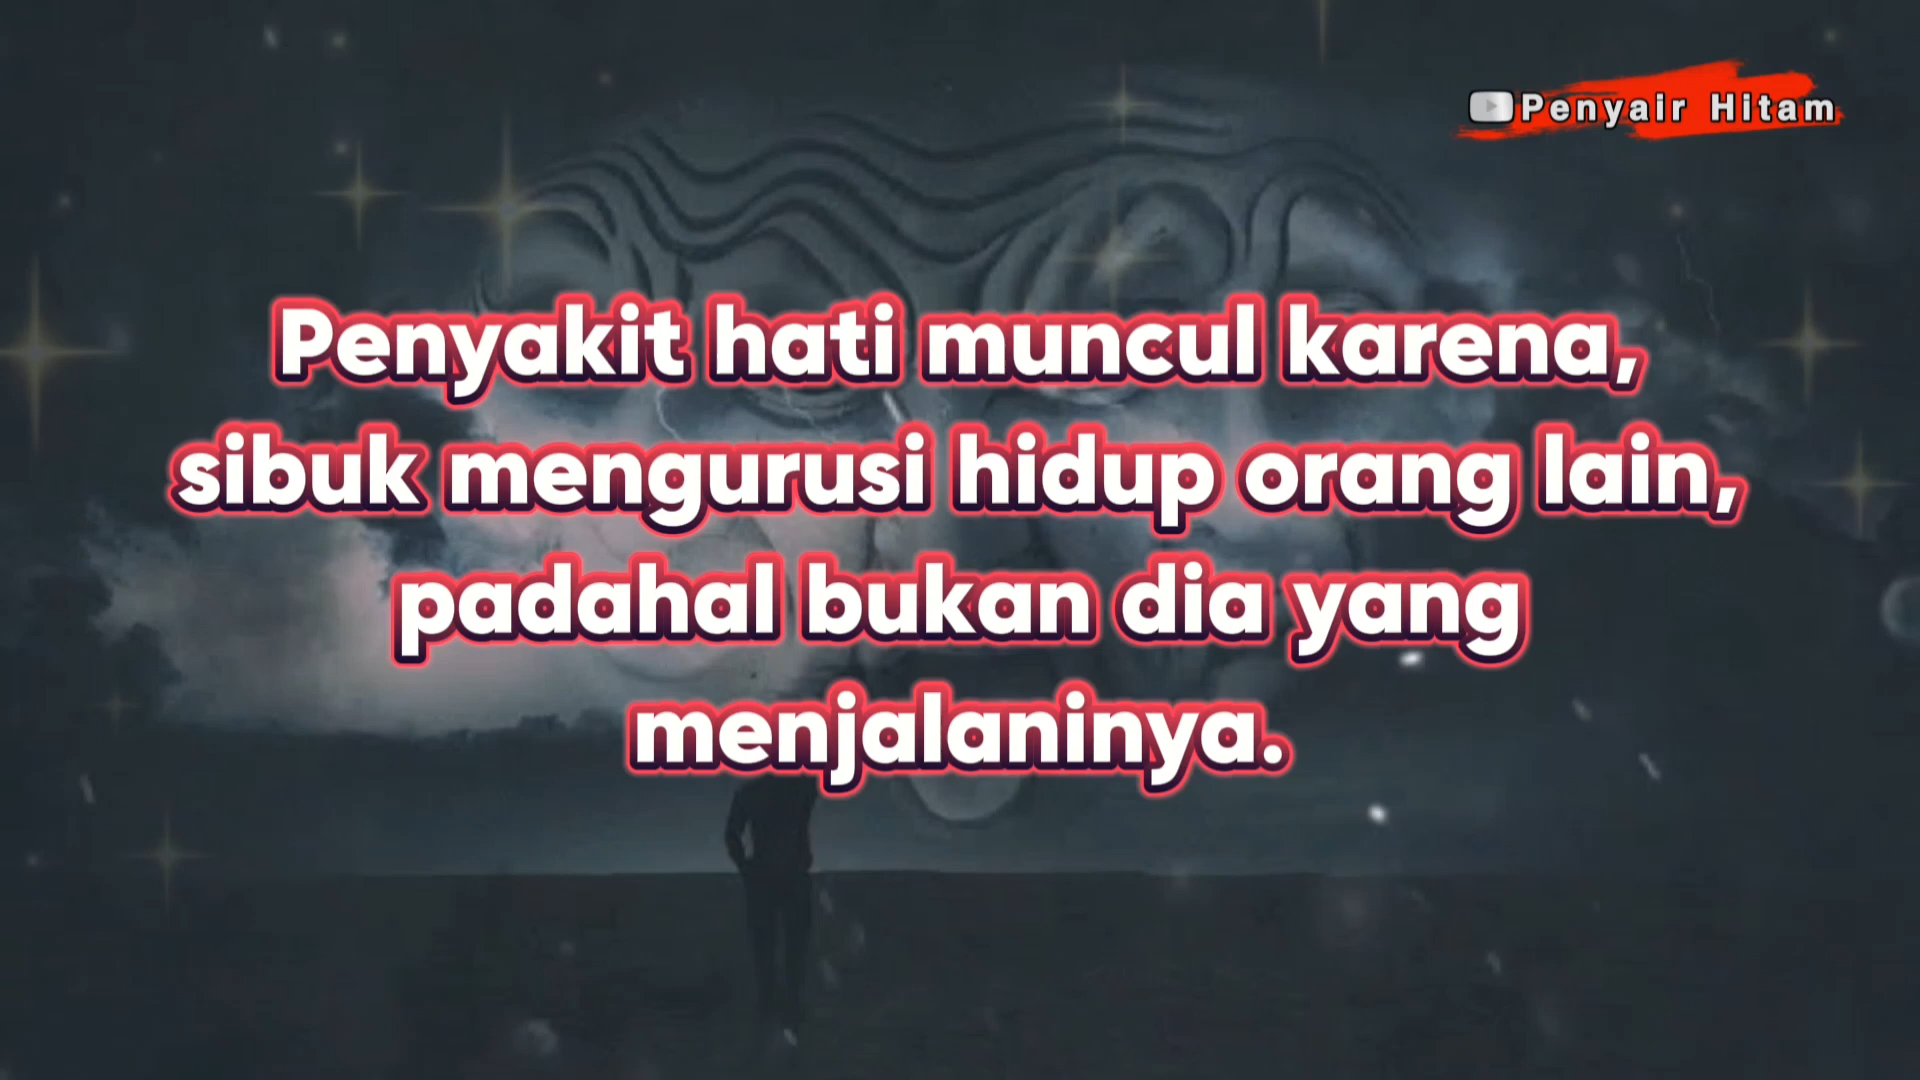 Penyair Hitam
Penyakit hati muncul karena,
sibuk mengurusi hidup orang lain,
padahal bukan dia yang
menjalaninya.